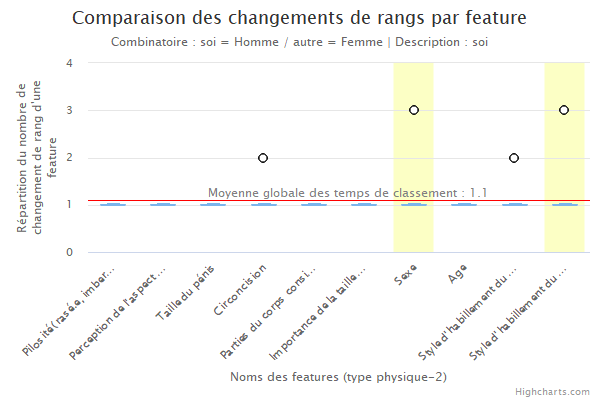 Comparaison des changements de rangs par feature
Combinatoire : soi = Homme / autre = Femme | Description : soi
Répartition du nombre de
changement de rang d'une
feature
4
3
2
1
0
Moyenne globale des temps de classement : 1.1
Pilosité(rasée, imber...
Perception de l'aspect...
Taille du pénis
Circoncision
Parties du corps consi...
Importance de la taille...
Sexe
Age
Style d'habillement du ...
Style d'habillement du ...
Noms des features (type physique-2)
Highcharts.com